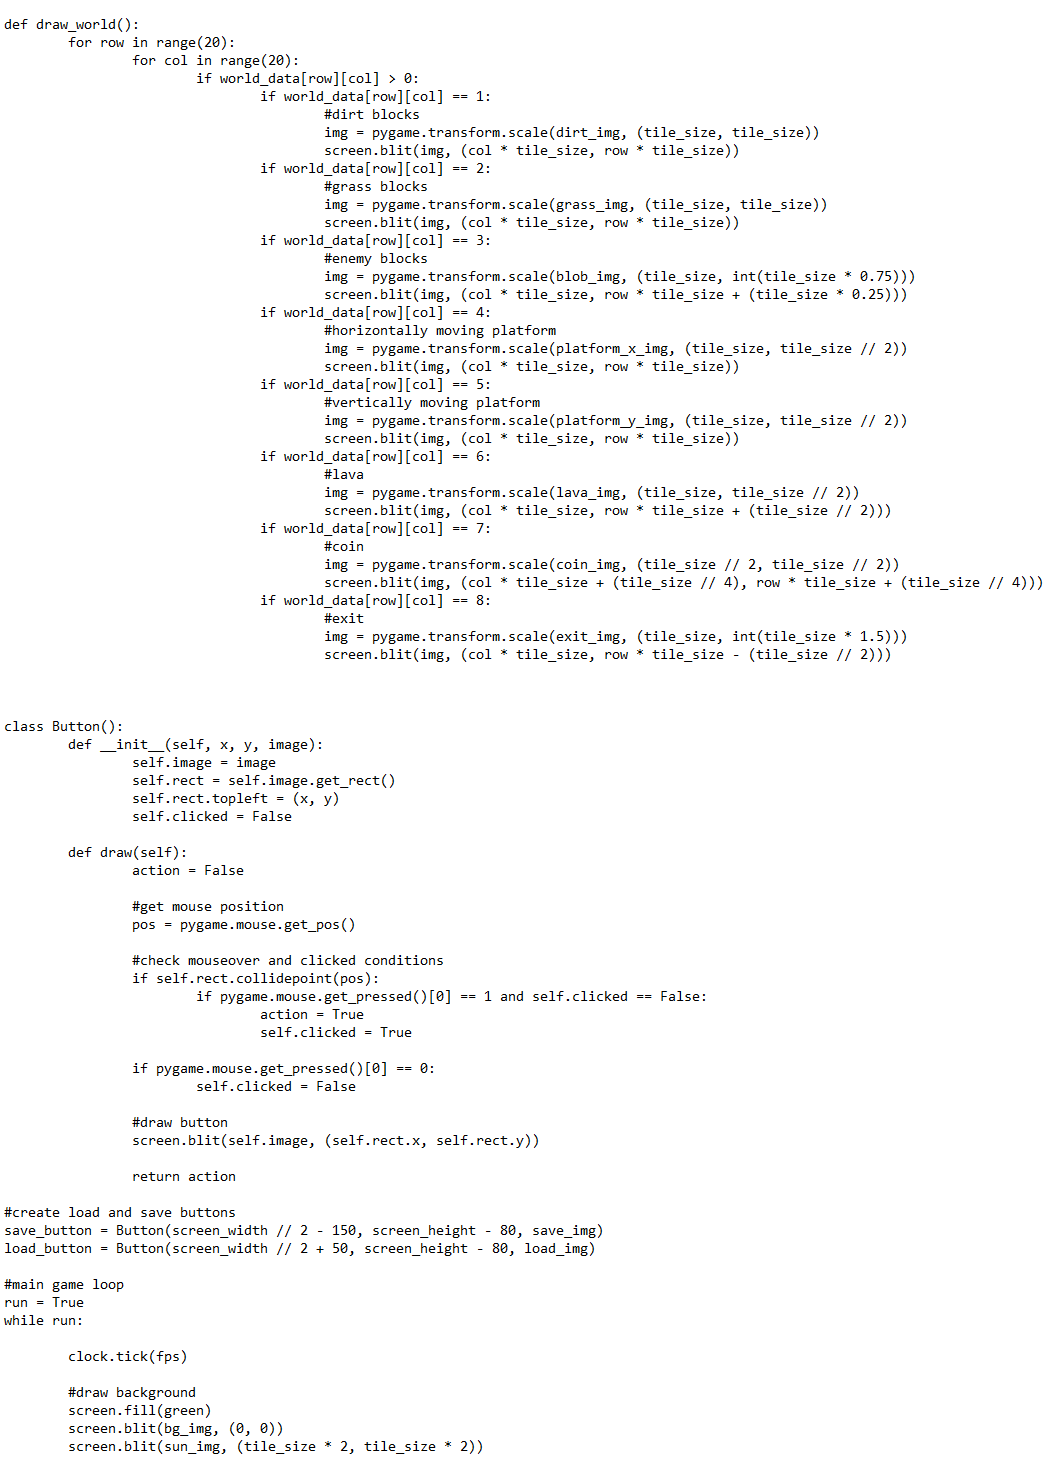 def draw_world():
	for row in range(20):
		for col in range(20):
			if world_data[row][col] > 0:
				if world_data[row][col] == 1:
					#dirt blocks
					img = pygame.transform.scale(dirt_img, (tile_size, tile_size))
					screen.blit(img, (col * tile_size, row * tile_size))
				if world_data[row][col] == 2:
					#grass blocks
					img = pygame.transform.scale(grass_img, (tile_size, tile_size))
					screen.blit(img, (col * tile_size, row * tile_size))
				if world_data[row][col] == 3:
					#enemy blocks
					img = pygame.transform.scale(blob_img, (tile_size, int(tile_size * 0.75)))
					screen.blit(img, (col * tile_size, row * tile_size + (tile_size * 0.25)))
				if world_data[row][col] == 4:
					#horizontally moving platform
					img = pygame.transform.scale(platform_x_img, (tile_size, tile_size // 2))
					screen.blit(img, (col * tile_size, row * tile_size))
				if world_data[row][col] == 5:
					#vertically moving platform
					img = pygame.transform.scale(platform_y_img, (tile_size, tile_size // 2))
					screen.blit(img, (col * tile_size, row * tile_size))
				if world_data[row][col] == 6:
					#lava
					img = pygame.transform.scale(lava_img, (tile_size, tile_size // 2))
					screen.blit(img, (col * tile_size, row * tile_size + (tile_size // 2)))
				if world_data[row][col] == 7:
					#coin
					img = pygame.transform.scale(coin_img, (tile_size // 2, tile_size // 2))
					screen.blit(img, (col * tile_size + (tile_size // 4), row * tile_size + (tile_size // 4)))
				if world_data[row][col] == 8:
					#exit
					img = pygame.transform.scale(exit_img, (tile_size, int(tile_size * 1.5)))
					screen.blit(img, (col * tile_size, row * tile_size - (tile_size // 2)))

class Button():
	def __init__(self, x, y, image):
		self.image = image
		self.rect = self.image.get_rect()
		self.rect.topleft = (x, y)
		self.clicked = False

	def draw(self):
		action = False

		#get mouse position
		pos = pygame.mouse.get_pos()

		#check mouseover and clicked conditions
		if self.rect.collidepoint(pos):
			if pygame.mouse.get_pressed()[0] == 1 and self.clicked == False:
				action = True
				self.clicked = True

		if pygame.mouse.get_pressed()[0] == 0:
			self.clicked = False

		#draw button
		screen.blit(self.image, (self.rect.x, self.rect.y))

		return action

#create load and save buttons
save_button = Button(screen_width // 2 - 150, screen_height - 80, save_img)
load_button = Button(screen_width // 2 + 50, screen_height - 80, load_img)

#main game loop
run = True
while run:

	clock.tick(fps)

	#draw background
	screen.fill(green)
	screen.blit(bg_img, (0, 0))
	screen.blit(sun_img, (tile_size * 2, tile_size * 2))